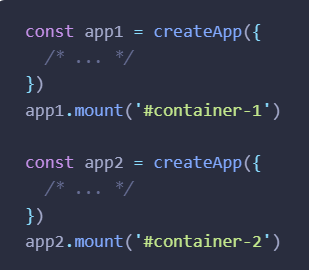 const app1 = createApp({
  /* ... */
})
app1.mount('#container-1')

const app2 = createApp({
  /* ... */
})
app2.mount('#container-2')